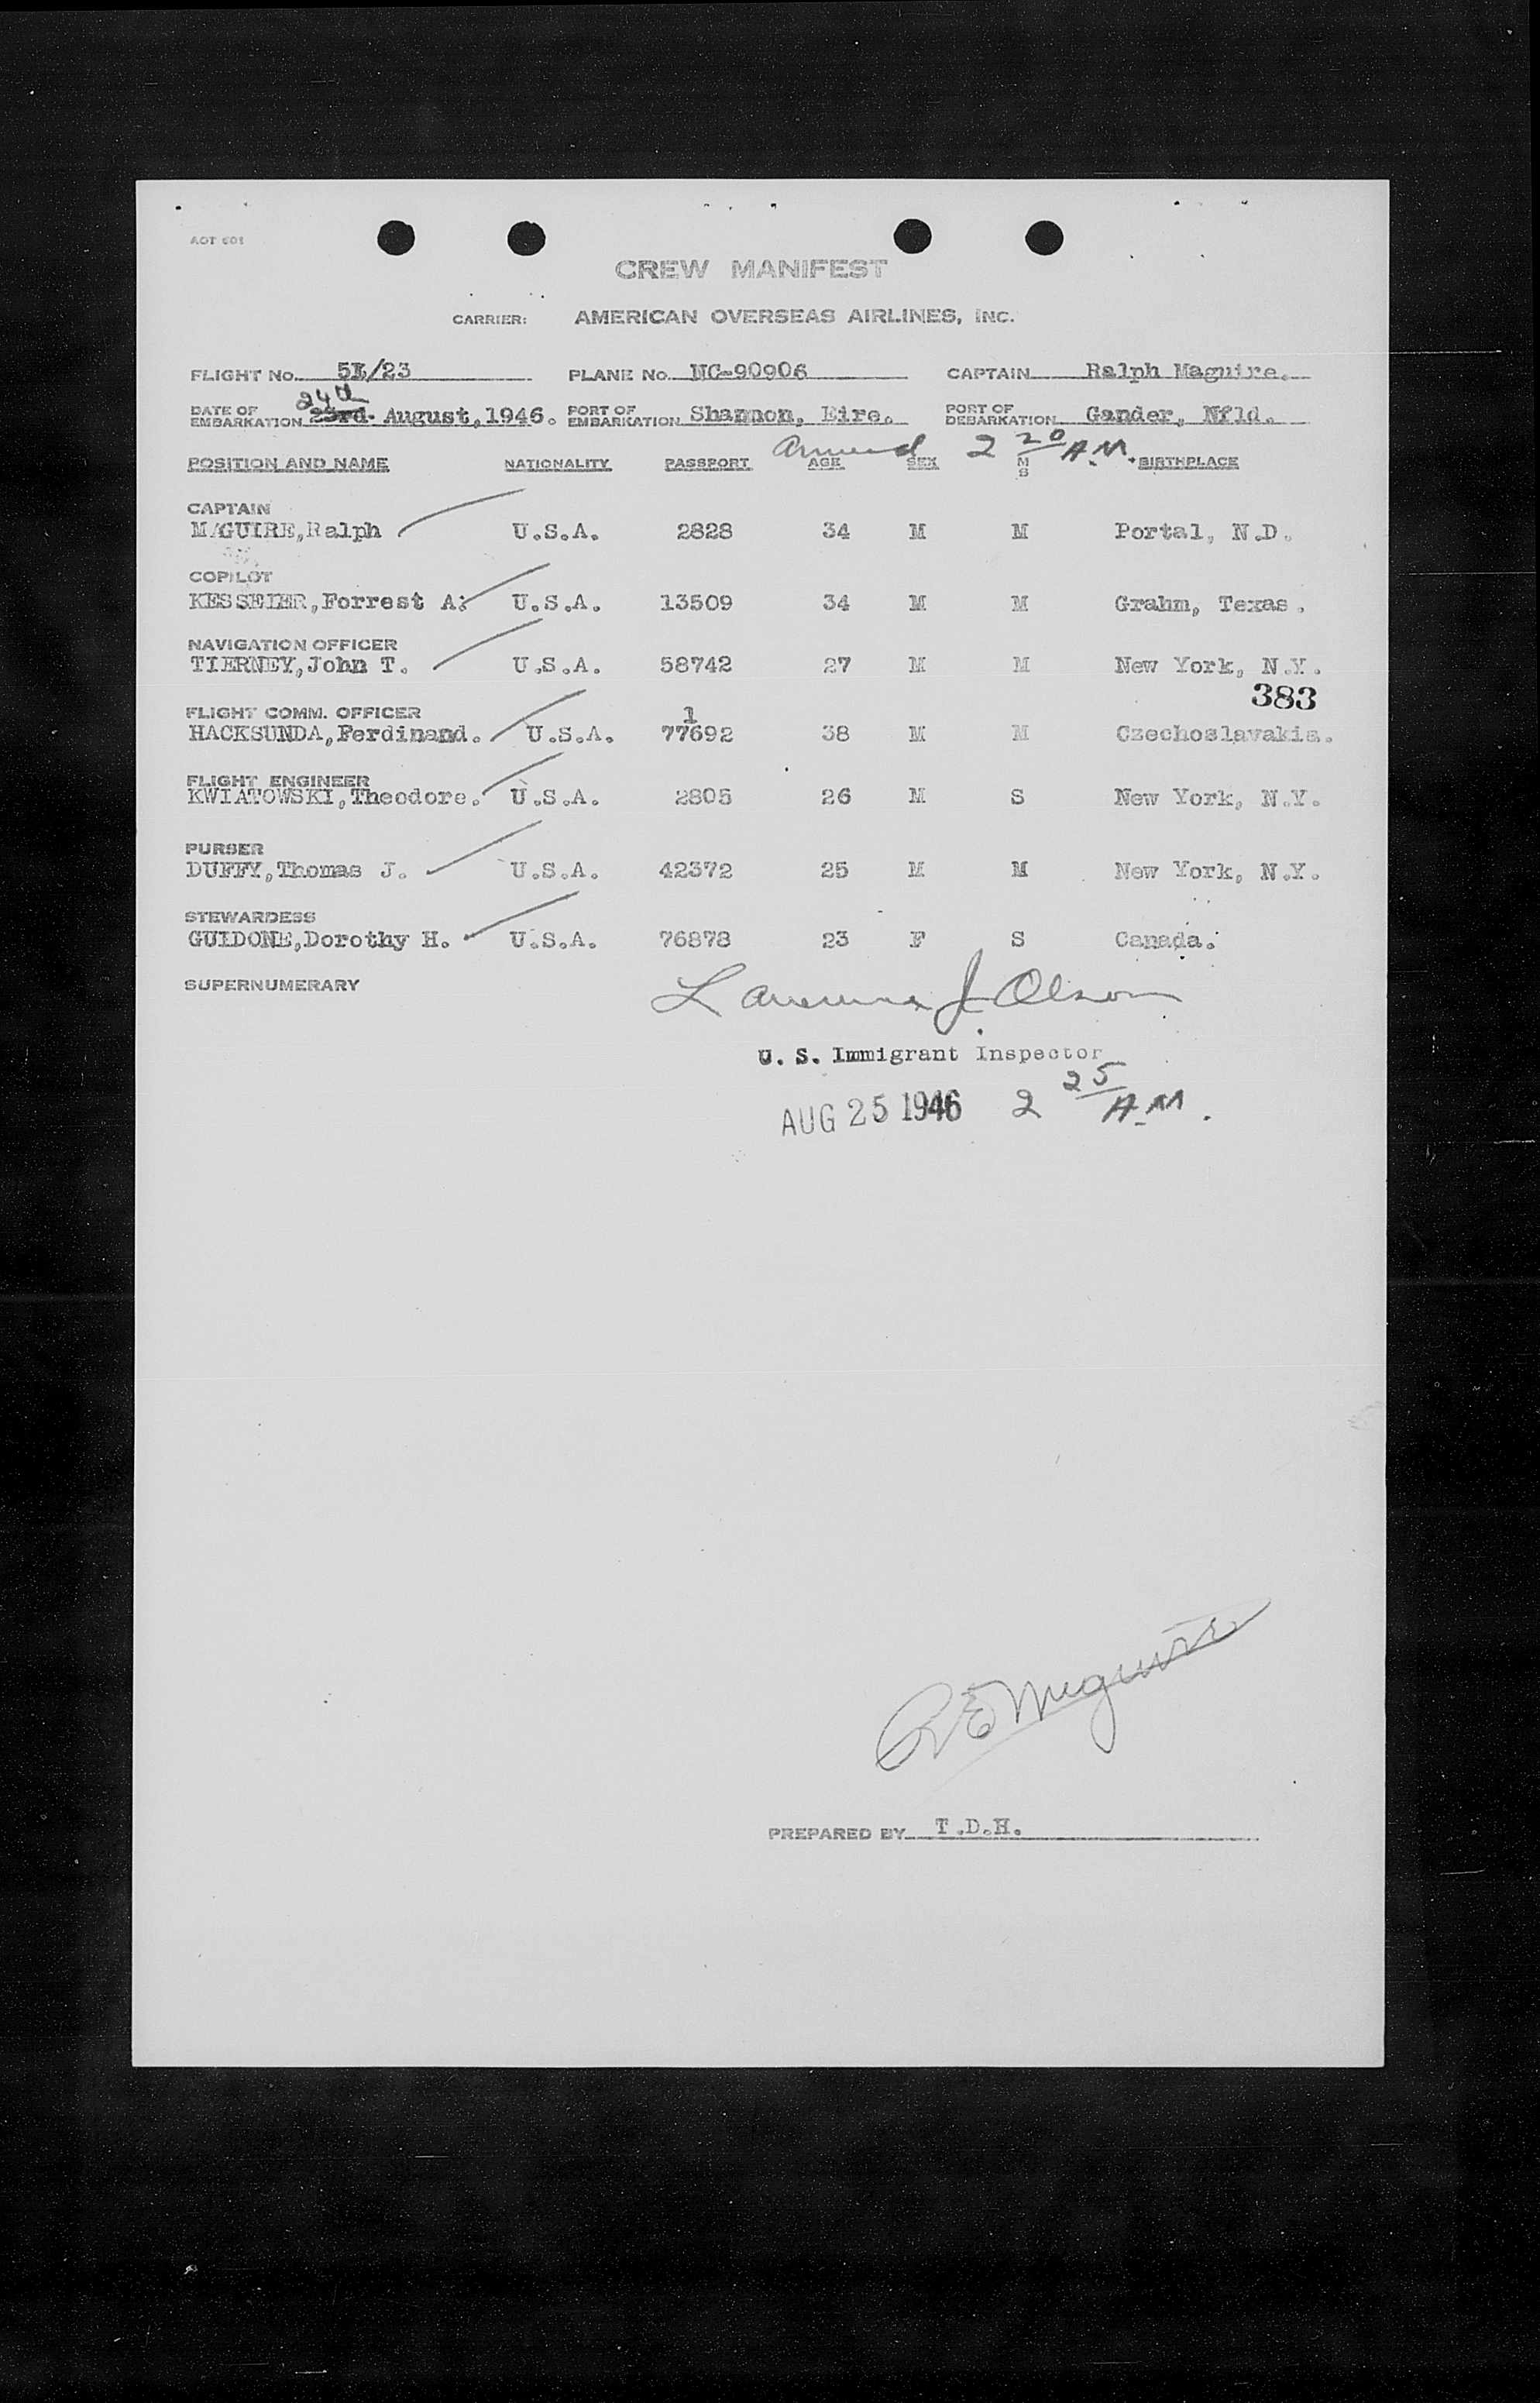 AOT 601
CREW MANIFEST
CARRIER: AMERICAN OVERSEAS AIRLINES, INC.
FLIGHT No. 5E/23 PLANE No. NC-90906 CAPTAIN Ralph Maguire.
24th
DATE OF EMBARKATION 23rd. August, 1946. PORT OF EMBARKATION Shannon, Eire. PORT OF DEBARKATION Gander, Nfld.
Arrived 2 20 A.M.
POSITION AND NAME NATIONALITY PASSPORT AGE SEX M S BIRTHPLACE
CAPTAIN
MAGUIRE,Ralph U.S.A. 2828 34 M M Portal, N.D.
COPILOT
KESSEIER,Forrest A. U.S.A. 13509 34 M M Grahm, Texas.
NAVIGATION OFFICER
TIERNEY,John T. U.S.A. 58742 27 M M New York, N.Y.
383
FLIGHT COMM. OFFICER 1
HACKSUNDA,Ferdinand. U.S.A. 77692 38 M M Czechoslavakia.
FLIGHT ENGINEER
KWIATOWSKI,Theodore. U.S.A. 2805 26 M S New York, N.Y.
PURSER
DUFFY,Thomas J. U.S.A. 42372 25 M M New York, N.Y.
STEWARDESS
GUIDONE,Dorothy H. U.S.A. 76878 23 F S Canada.
SUPERNUMERARY
Lawrence J. Olson
U. S. Immigrant Inspector
AUG 25 1946 2 25 A.M.
R E Maguire
PREPARED BY T.D.H.